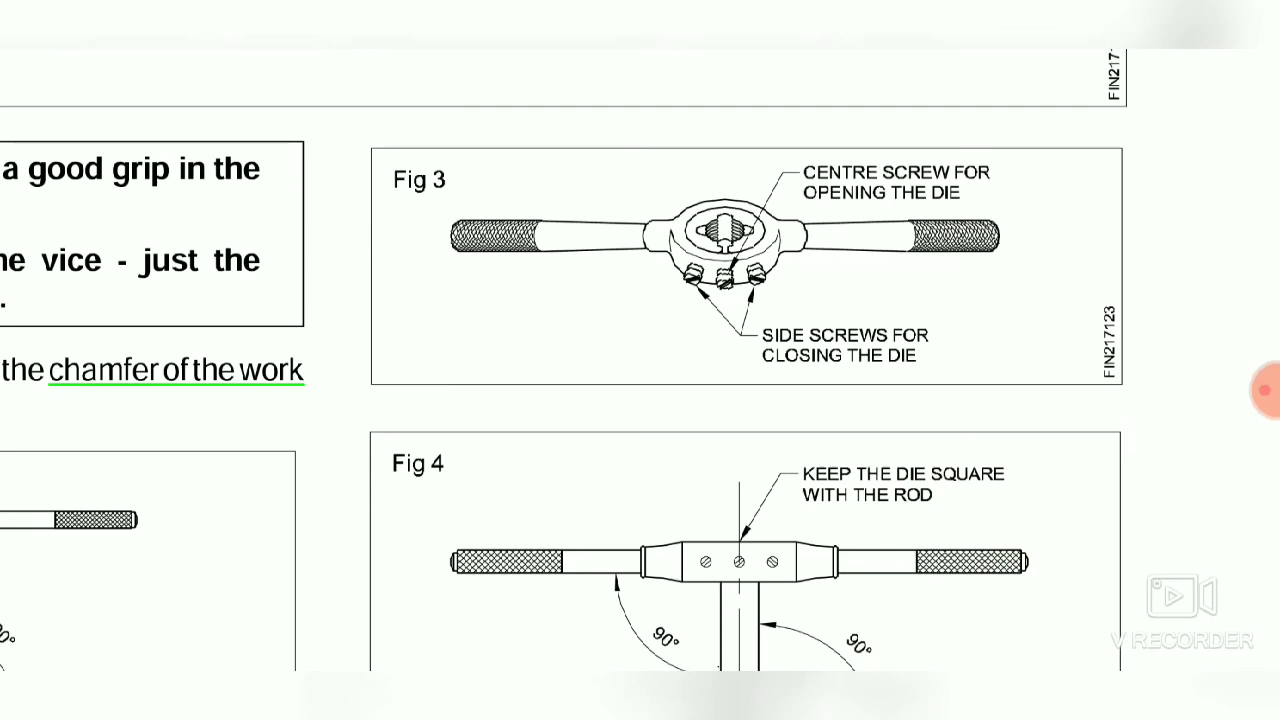 FIN217
a good grip in the
he vice - just the
.
the chamfer of the work
Fig 3
CENTRE SCREW FOR
OPENING THE DIE
SIDE SCREWS FOR
CLOSING THE DIE
FIN217123
Fig 4
KEEP THE DIE SQUARE
WITH THE ROD
90°
90°
0°
V RECORDER